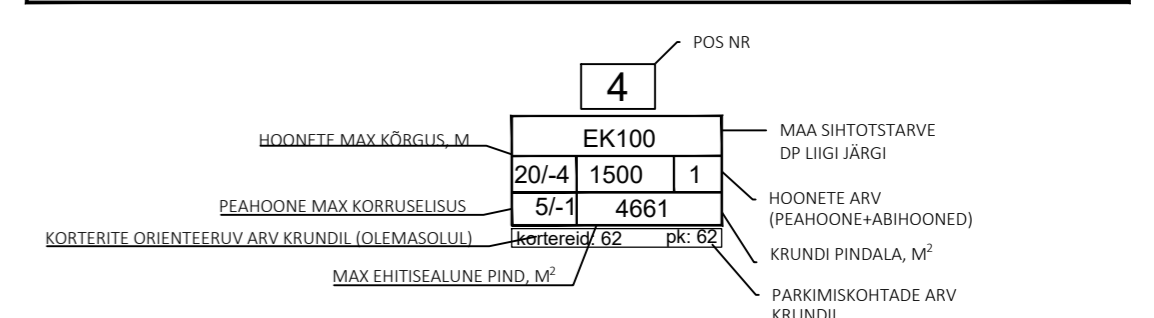 POS NR
4
HOONETE MAX KÕRGUS, M
EK100
MAA SIHTOTSTARVE
DP LIIGI JÄRGI
20/-4 1500 1
HOONETE ARV
(PEAHOONE+ABIHOONED)
PEAHOONE MAX KORRUSELISUS
5/-1 4661
KORTERITE ORIENTEERUV ARV KRUNDIL (OLEMASOLUL)
kortereid: 62 pk: 62
KRUNDI PINDALA, M²
MAX EHITISEALUNE PIND, M²
PARKIMISKOHTADE ARV
KRUNDIL